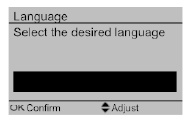 Language
Select the desired language
OK Confirm Adjust